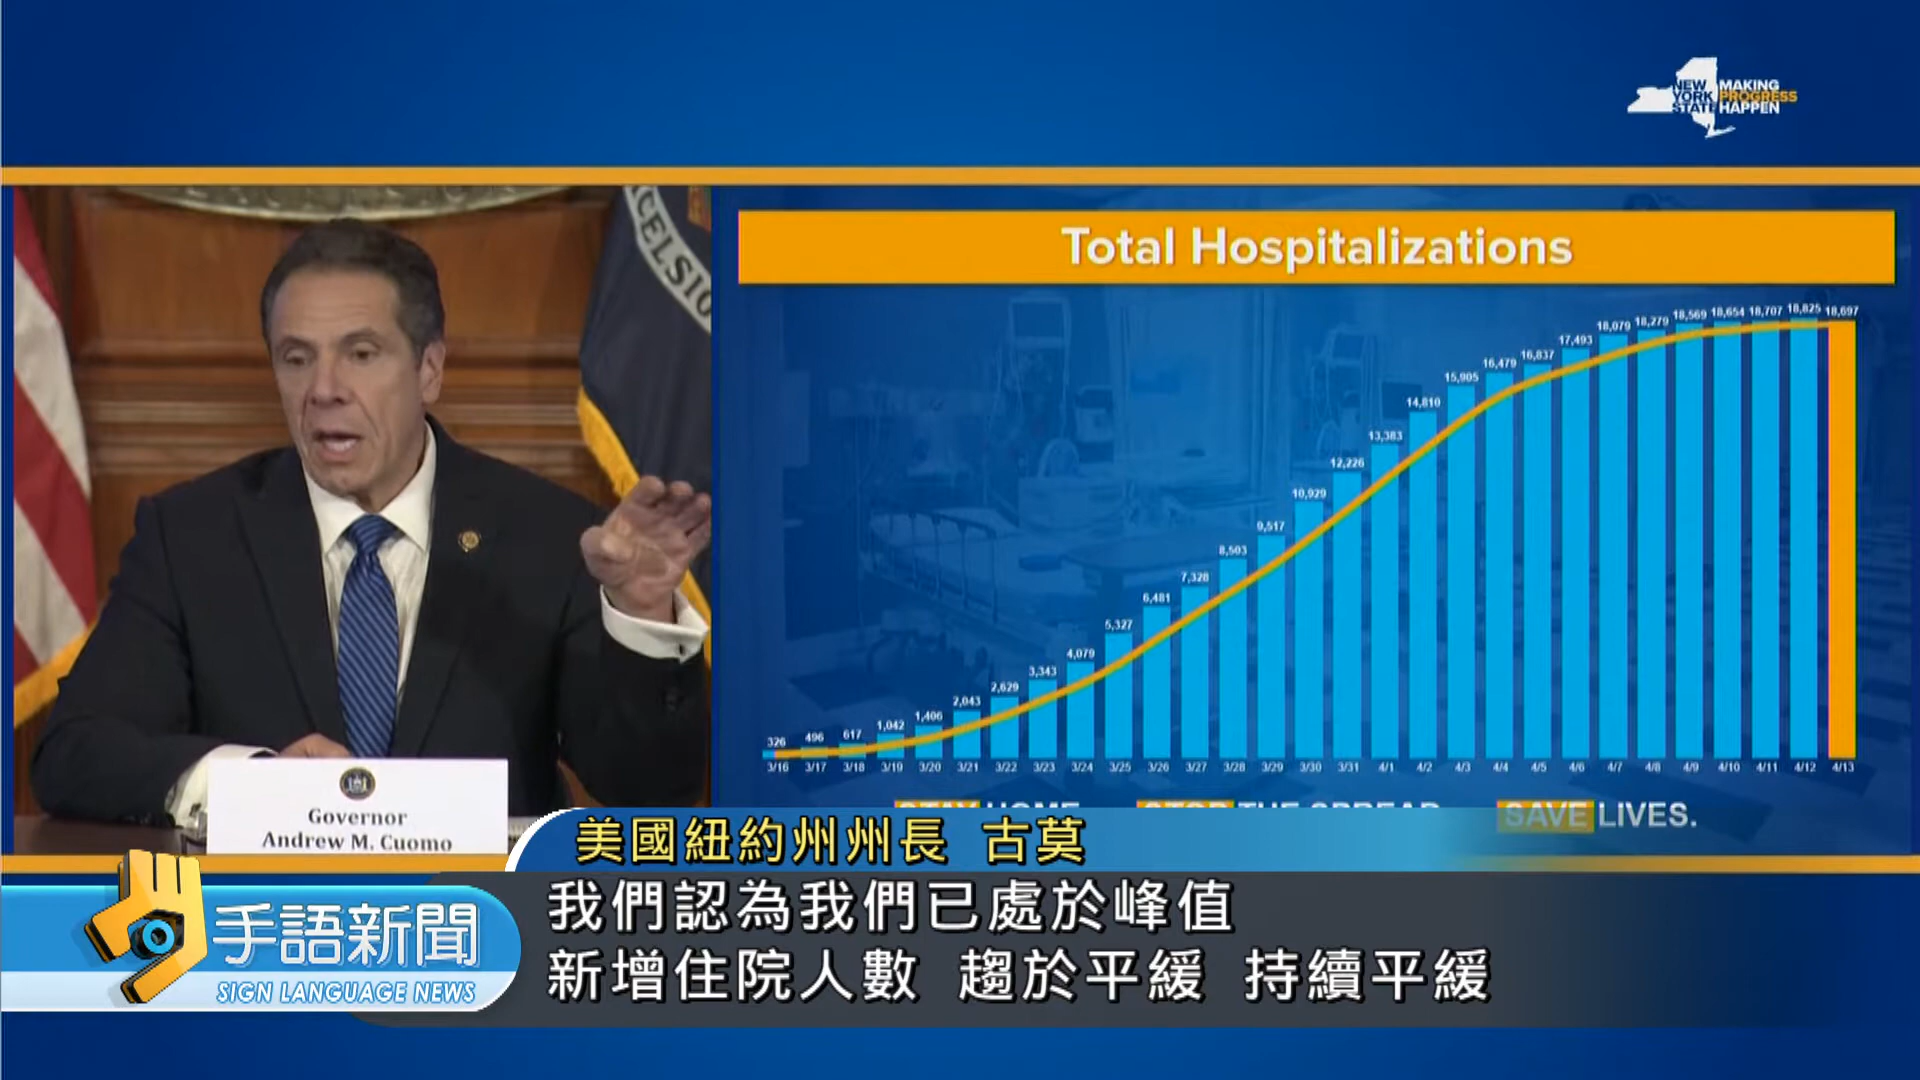 NEW YORK STATE
MAKING PROGRESS HAPPEN
CELSIO
Total Hospitalizations
326 496 617 1,042 1,406 2,043 2,629 3,343 4,079 5,327 6,481 7,328 8,503 9,517 10,929 12,226 13,383 14,810 15,905 16,479 16,837 17,493 18,079 18,279 18,569 18,654 18,707 18,825 18,697
3/16 3/17 3/18 3/19 3/20 3/21 3/22 3/23 3/24 3/25 3/26 3/27 3/28 3/29 3/30 3/31 4/1 4/2 4/3 4/4 4/5 4/6 4/7 4/8 4/9 4/10 4/11 4/12 4/13
STAY HOME. STOP THE SPREAD. SAVE LIVES.
Governor
Andrew M. Cuomo
美國紐約州州長 古莫
我們認為我們已處於峰值
新增住院人數 趨於平緩 持續平緩
手語新聞
SIGN LANGUAGE NEWS